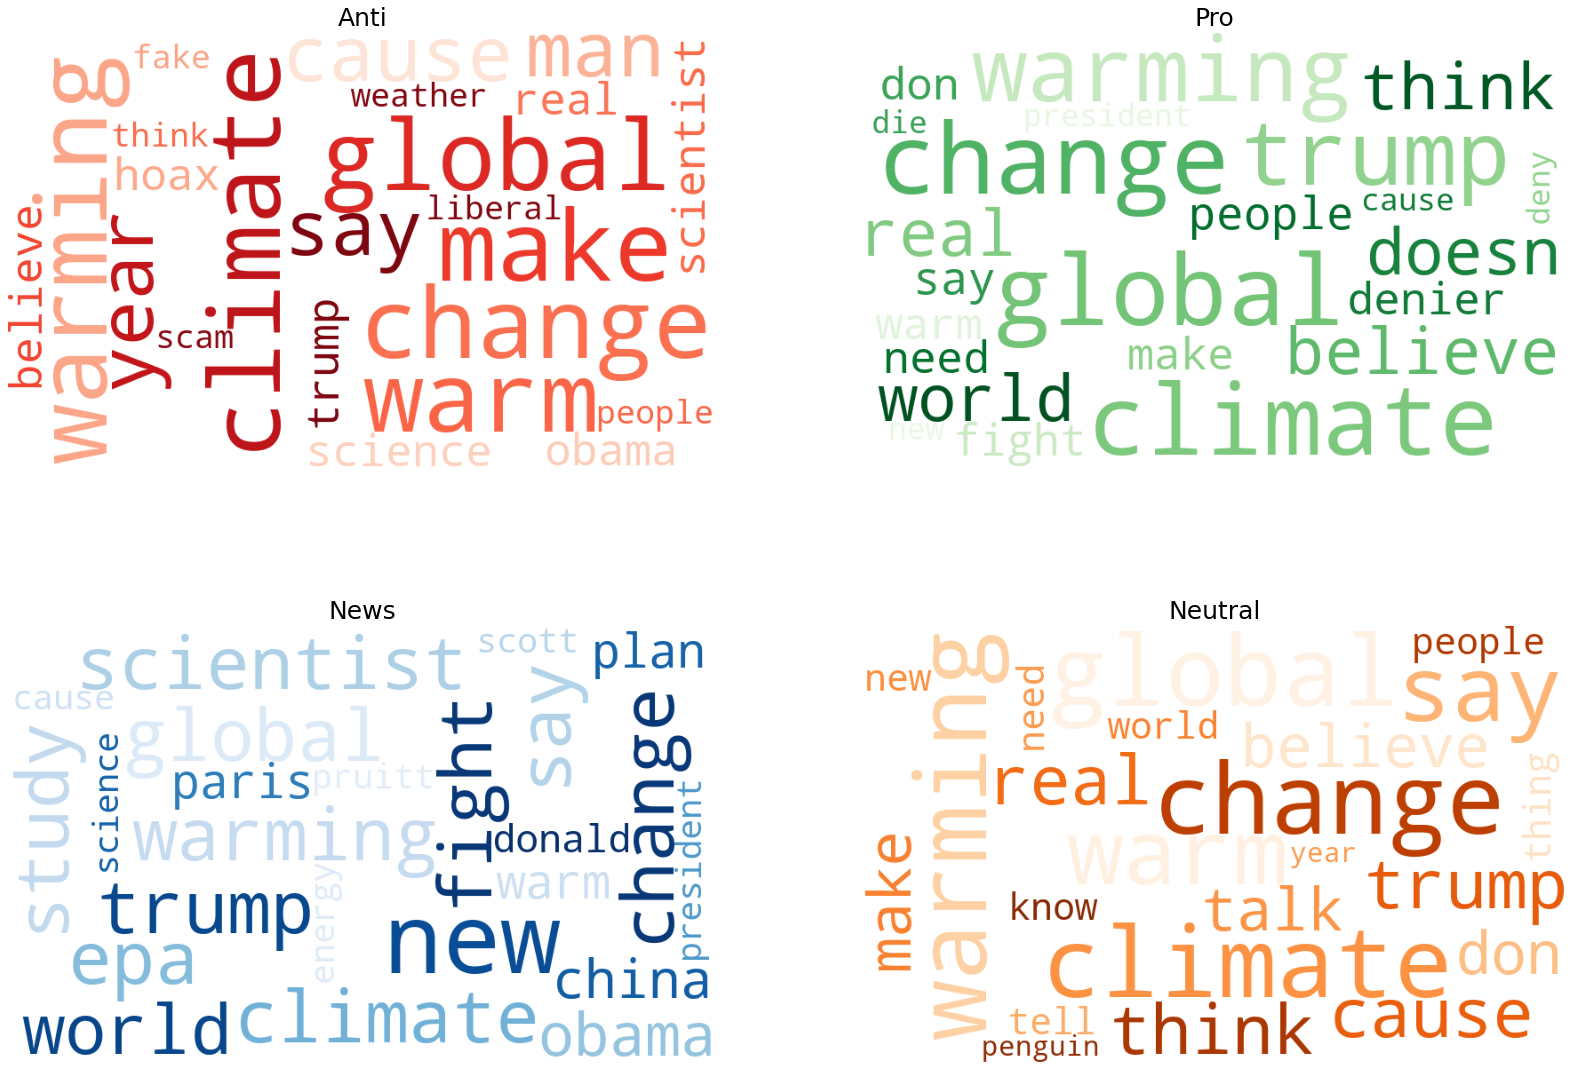 Anti
fake
cause
man
weather
real
scientist
warming
climate
think
hoax
global
liberal
say
make
believe
year
scam
trump
change
warm
people
science
obama
Pro
don
warming
think
die
president
change
trump
deny
people
cause
real
doesn
say
global
denier
warm
need
make
believe
world
climate
new
fight
News
scientist
scott
plan
cause
say
study
global
science
paris
pruitt
fight
change
warming
donald
president
energy
warm
trump
new
epa
china
world
climate
obama
Neutral
people
new
warming
need
global
say
world
believe
real
change
thing
make
warm
year
trump
know
talk
climate
don
tell
penguin
think
cause